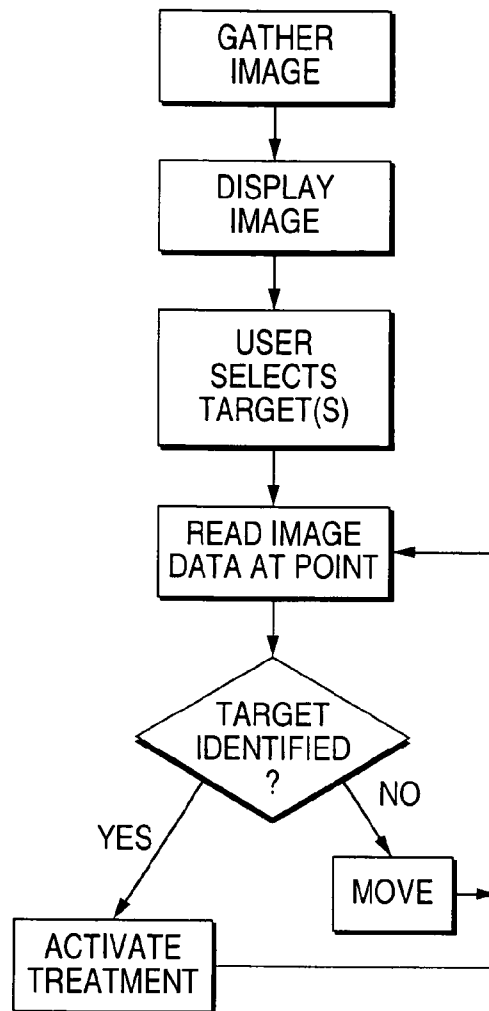 GATHER
IMAGE
DISPLAY
IMAGE
USER
SELECTS
TARGET(S)
READ IMAGE
DATA AT POINT
TARGET
IDENTIFIED
?
YES
NO
MOVE
ACTIVATE
TREATMENT